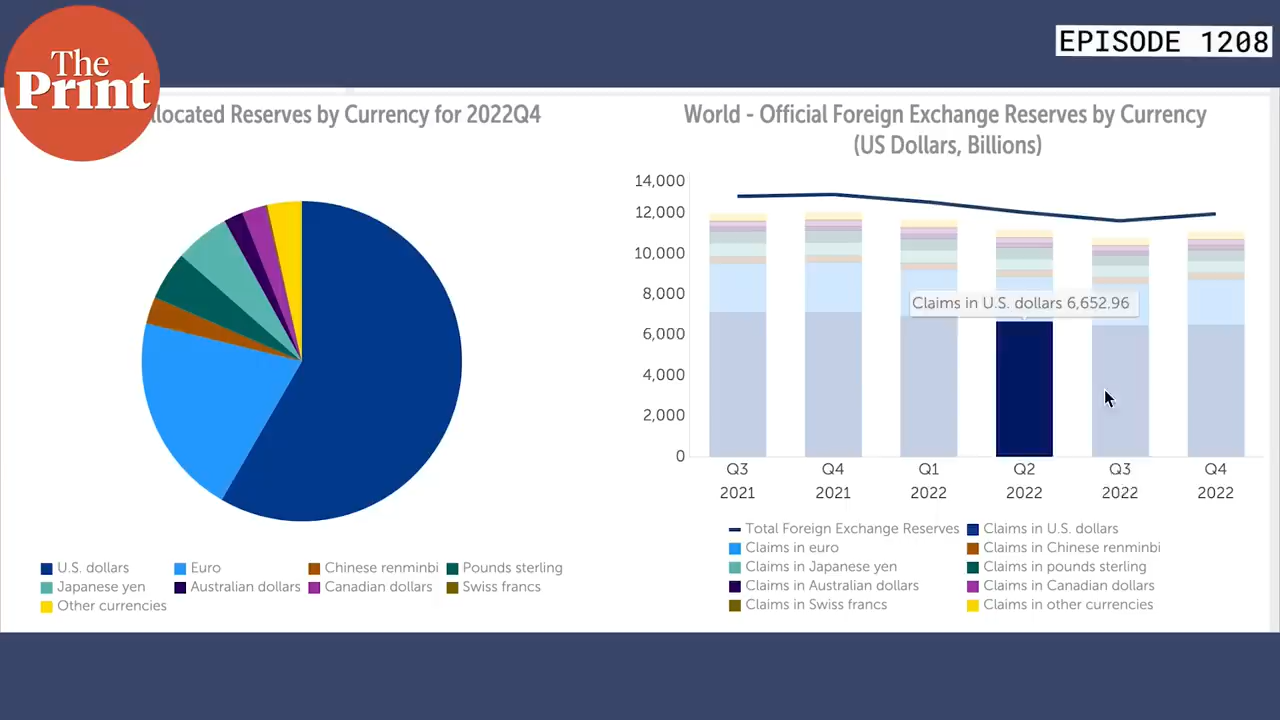 The
Print
EPISODE 1208
llocated Reserves by Currency for 2022Q4
U.S. dollars
Euro
Chinese renminbi
Pounds sterling
Japanese yen
Australian dollars
Canadian dollars
Swiss francs
Other currencies
World - Official Foreign Exchange Reserves by Currency
(US Dollars, Billions)
14,000
12,000
10,000
8,000
6,000
4,000
2,000
0
Claims in U.S. dollars 6,652.96
Q3
2021
Q4
2021
Q1
2022
Q2
2022
Q3
2022
Q4
2022
Total Foreign Exchange Reserves
Claims in U.S. dollars
Claims in euro
Claims in Chinese renminbi
Claims in Japanese yen
Claims in pounds sterling
Claims in Australian dollars
Claims in Canadian dollars
Claims in Swiss francs
Claims in other currencies